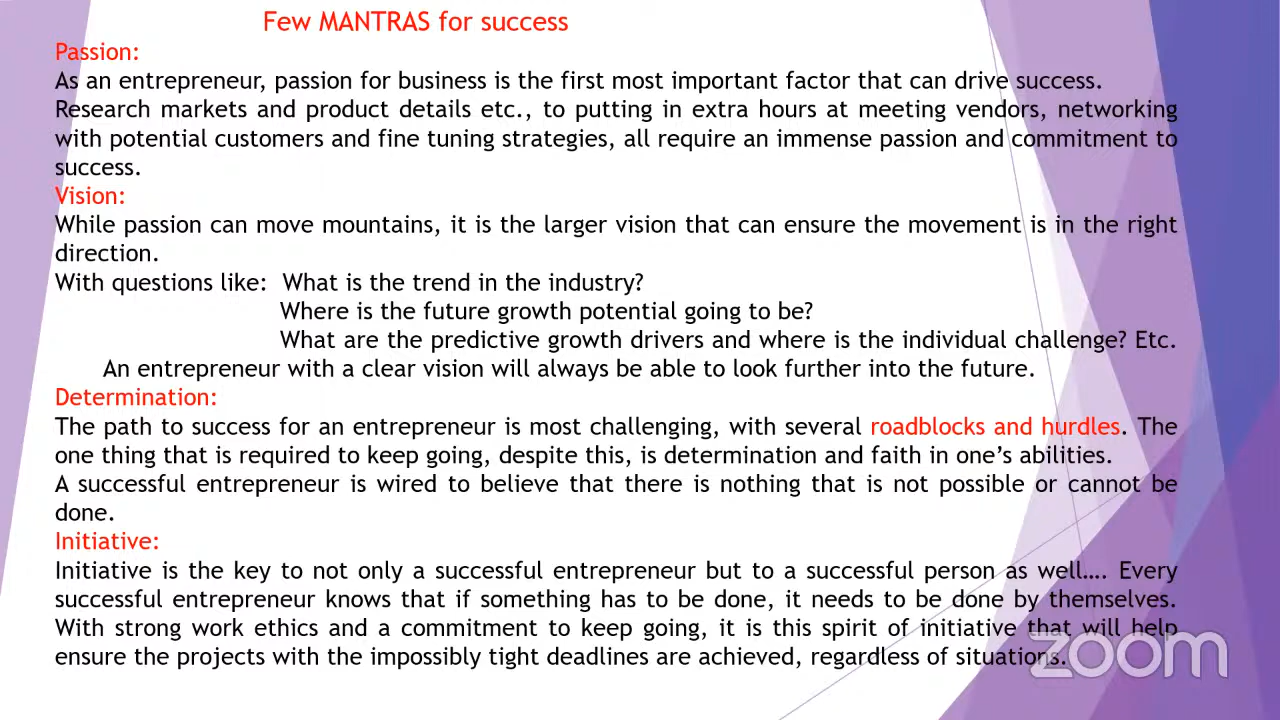 Few MANTRAS for success
Passion:
As an entrepreneur, passion for business is the first most important factor that can drive success.
Research markets and product details etc., to putting in extra hours at meeting vendors, networking
with potential customers and fine tuning strategies, all require an immense passion and commitment to
success.
Vision:
While passion can move mountains, it is the larger vision that can ensure the movement is in the right
direction.
With questions like: What is the trend in the industry?
Where is the future growth potential going to be?
What are the predictive growth drivers and where is the individual challenge? Etc.
An entrepreneur with a clear vision will always be able to look further into the future.
Determination:
The path to success for an entrepreneur is most challenging, with several roadblocks and hurdles. The
one thing that is required to keep going, despite this, is determination and faith in one’s abilities.
A successful entrepreneur is wired to believe that there is nothing that is not possible or cannot be
done.
Initiative:
Initiative is the key to not only a successful entrepreneur but to a successful person as well…. Every
successful entrepreneur knows that if something has to be done, it needs to be done by themselves.
With strong work ethics and a commitment to keep going, it is this spirit of initiative that will help
ensure the projects with the impossibly tight deadlines are achieved, regardless of situations.
zoom